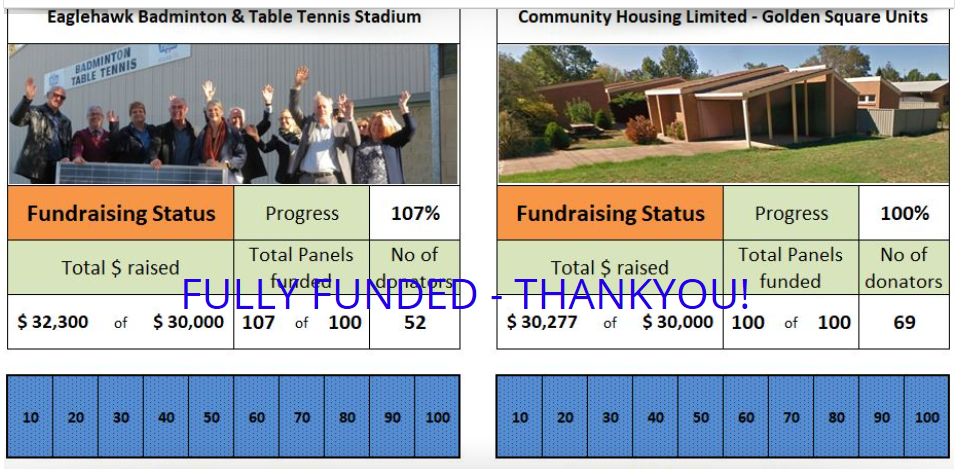 Eaglehawk Badminton & Table Tennis Stadium
BADMINTON
TABLE TENNIS
Fundraising Status Progress 107%
Total $ raised Total Panels funded No of donators
$ 32,300 of $ 30,000 107 of 100 52
10 20 30 40 50 60 70 80 90 100
Community Housing Limited - Golden Square Units
Fundraising Status Progress 100%
Total $ raised Total Panels funded No of donators
$ 30,277 of $ 30,000 100 of 100 69
10 20 30 40 50 60 70 80 90 100
FULLY FUNDED - THANKYOU!